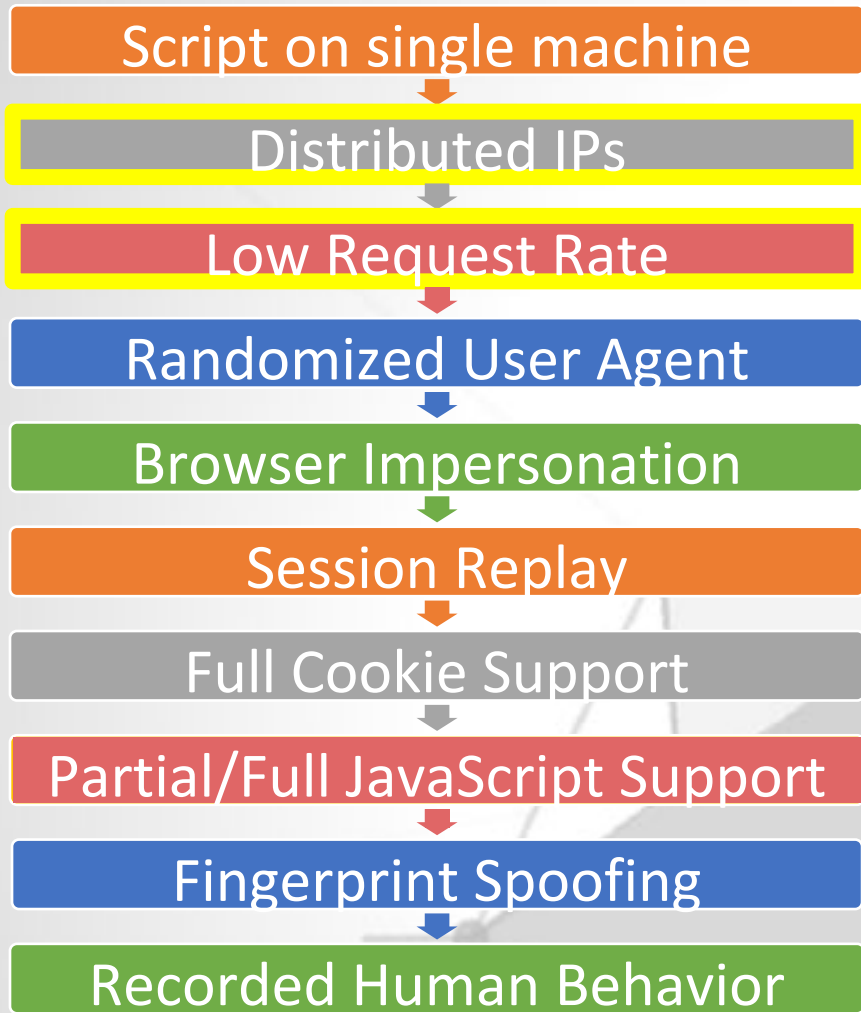 Script on single machine
Distributed IPs
Low Request Rate
Randomized User Agent
Browser Impersonation
Session Replay
Full Cookie Support
Partial/Full JavaScript Support
Fingerprint Spoofing
Recorded Human Behavior